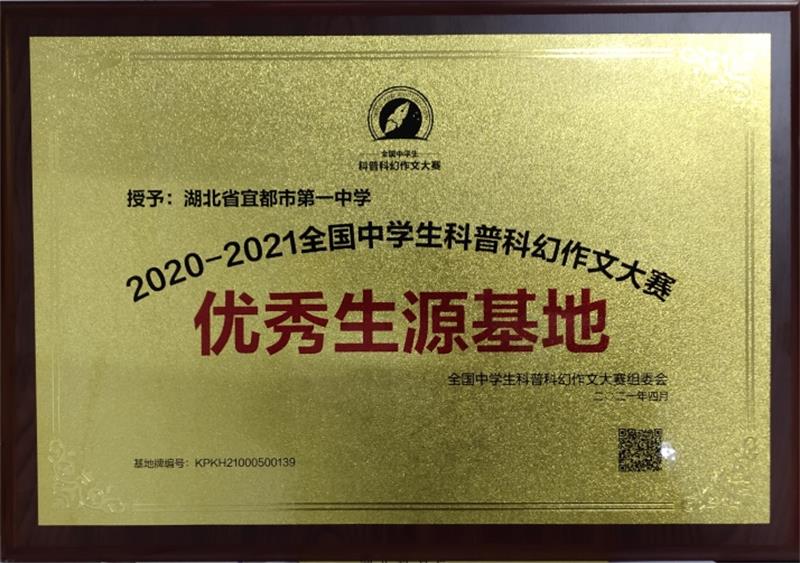 全国中学生
科普科幻作文大赛
授予：湖北省宜都市第一中学
2020-2021全国中学生科普科幻作文大赛
优秀生源基地
全国中学生科普科幻作文大赛组委会
二〇二一年四月
基地牌编号：KPKH21000500139